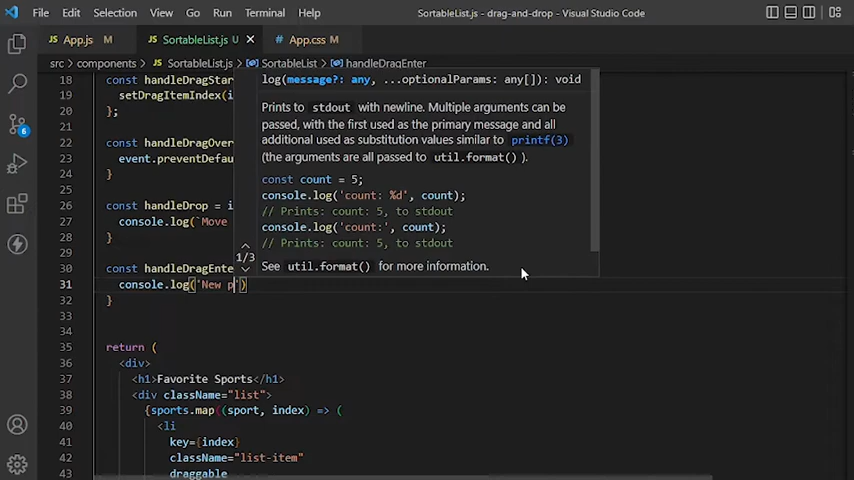 File Edit Selection View Go Run Terminal Help SortableList.js - drag-and-drop - Visual Studio Code
App.js M SortableList.js U App.css M
src > components > SortableList.js > SortableList > handleDragEnter
18 const handleDragStar
19 setDragItemIndex(i
20 };
21
22 const handleDragOver
23 event.preventDefau
24 }
25
26 const handleDrop = i
27 console.log(`Move
28 }
29
30 const handleDragEnte
31 console.log(`New p`)
32 }
33
34
35 return (
36 <div>
37 <h1>Favorite Sports</h1>
38 <div className="list">
39 {sports.map((sport, index) => (
40 <li
41 key={index}
42 className="list-item"
43 draggable
log(message?: any, ...optionalParams: any[]): void
Prints to stdout with newline. Multiple arguments can be
passed, with the first used as the primary message and all
additional used as substitution values similar to printf(3)
(the arguments are all passed to util.format() ).
const count = 5;
console.log('count: %d', count);
// Prints: count: 5, to stdout
console.log('count:', count);
// Prints: count: 5, to stdout
1/3
See util.format() for more information.
6